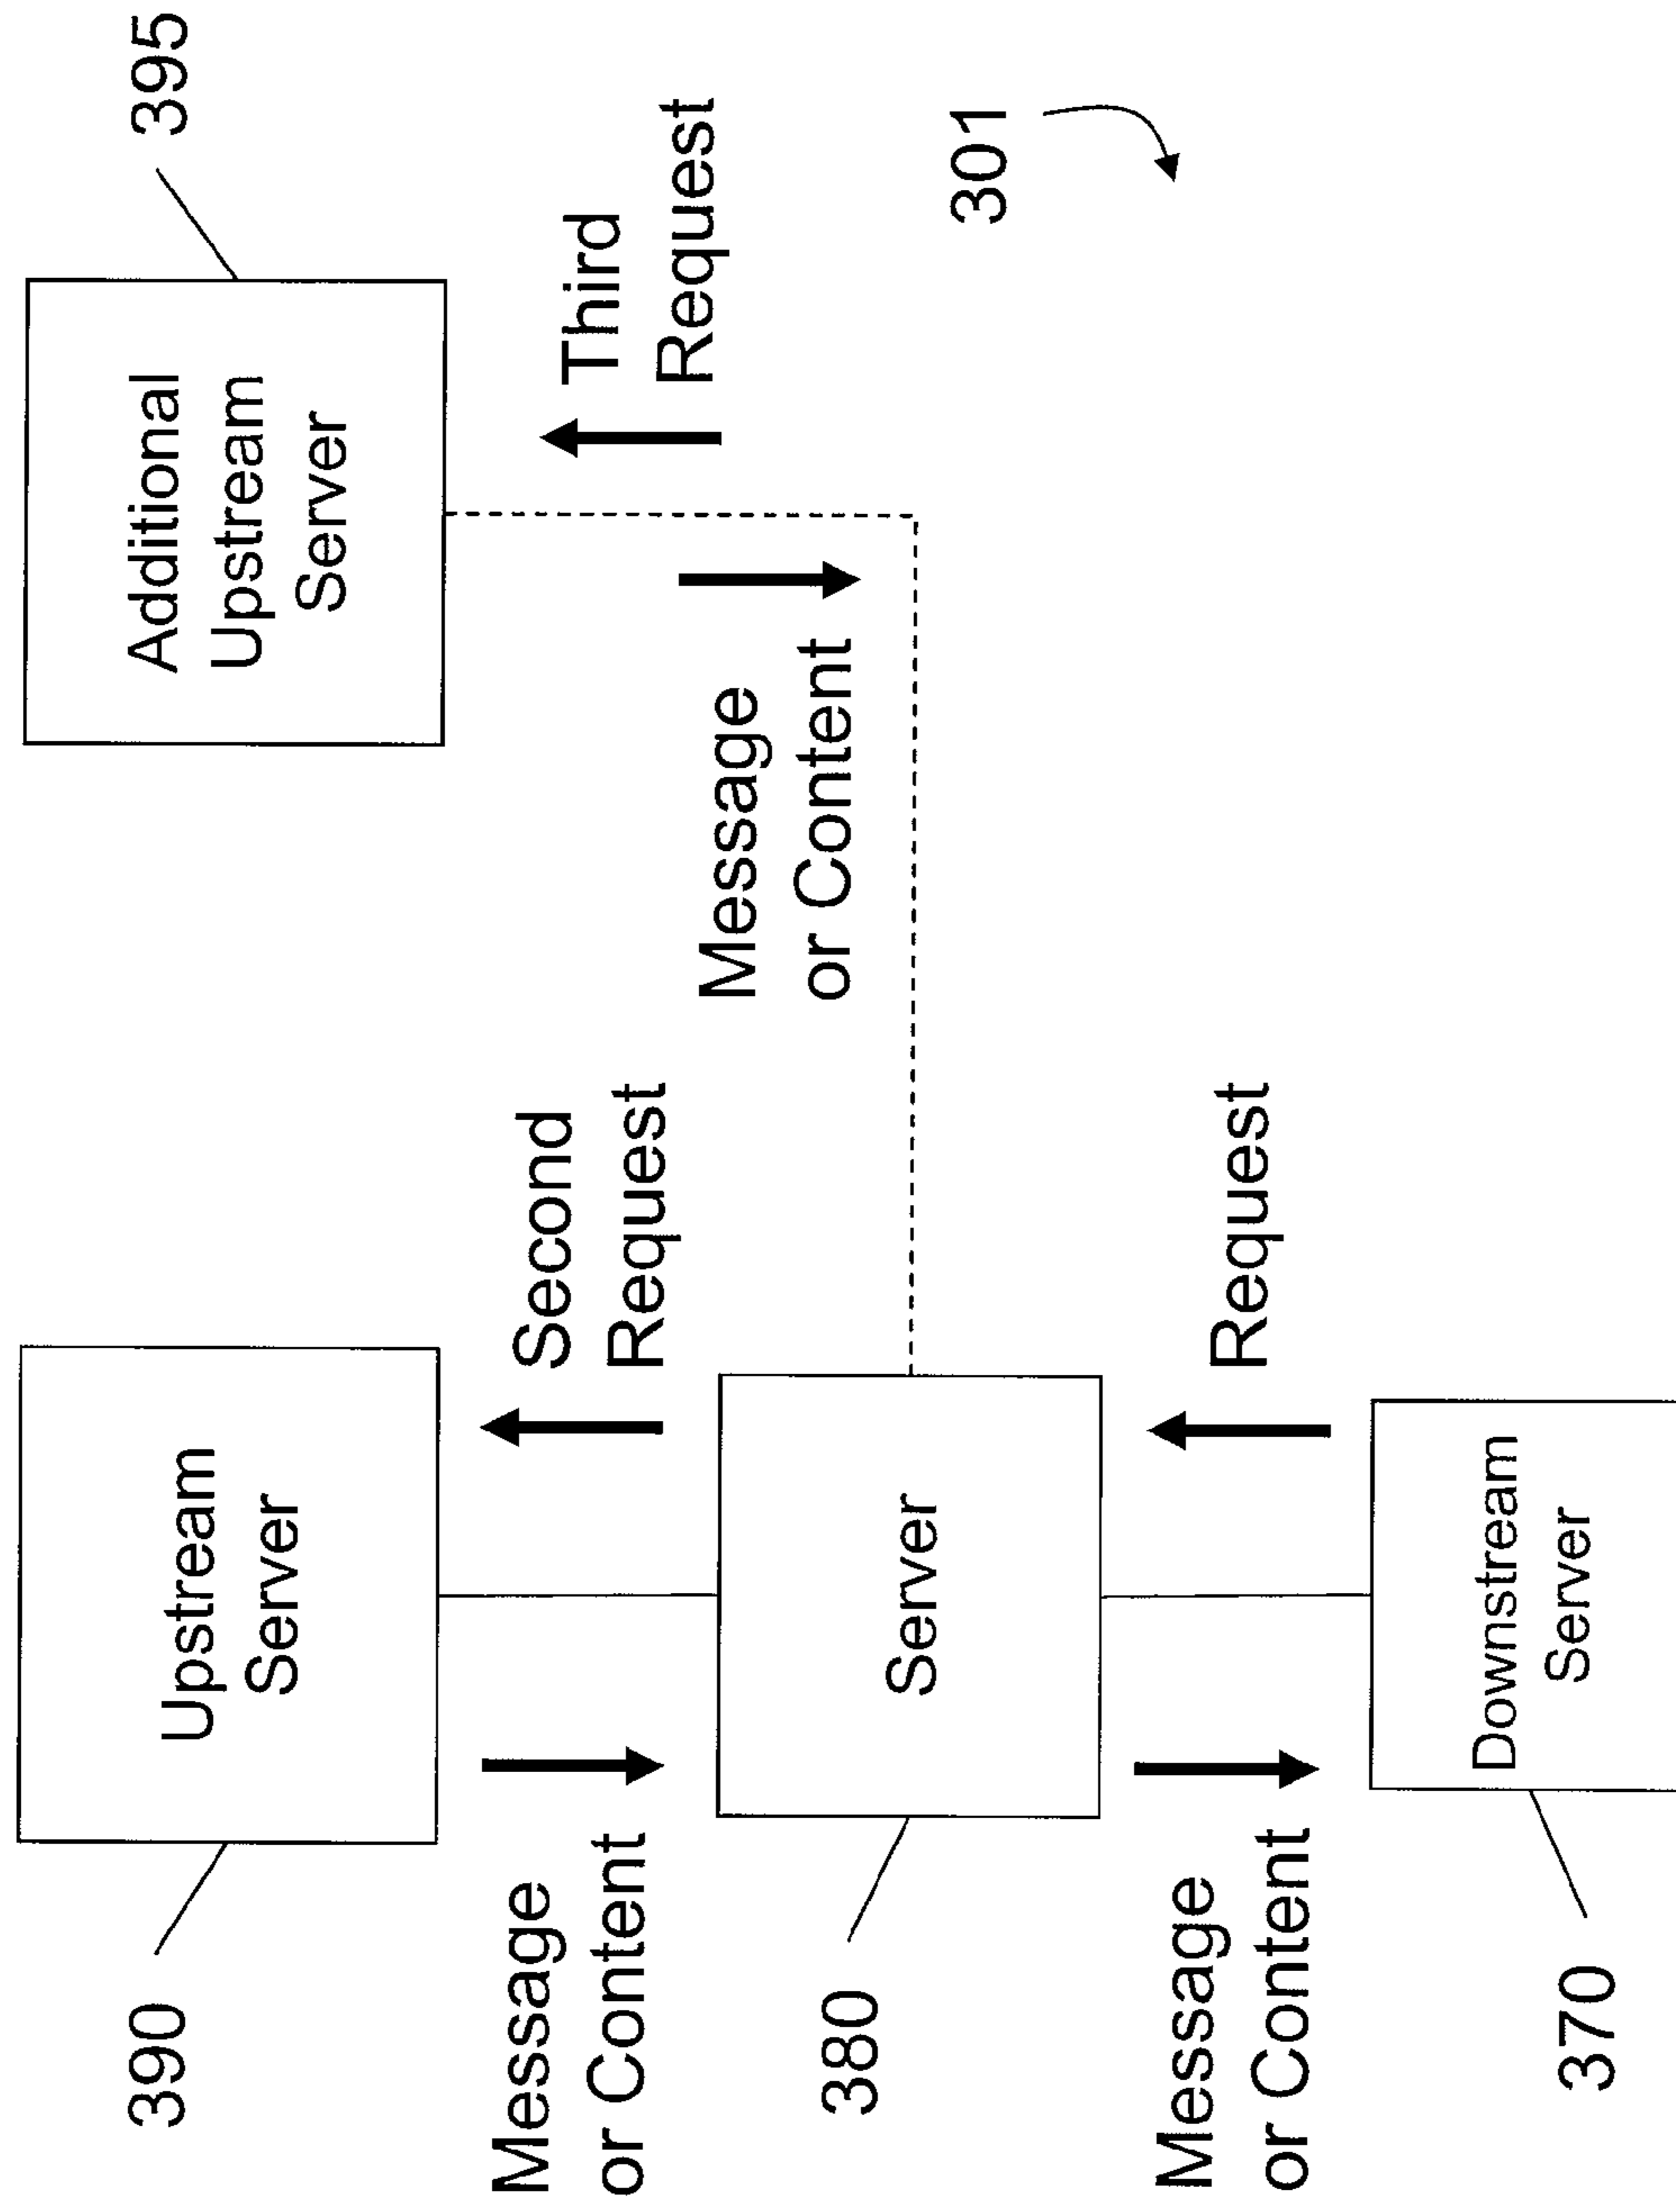 390
Upstream
Server
Message
or Content
Second
Request
Additional
Upstream
Server
395
Third
Request
Message
or Content
380
Server
301
Message
or Content
Request
370
Downstream
Server